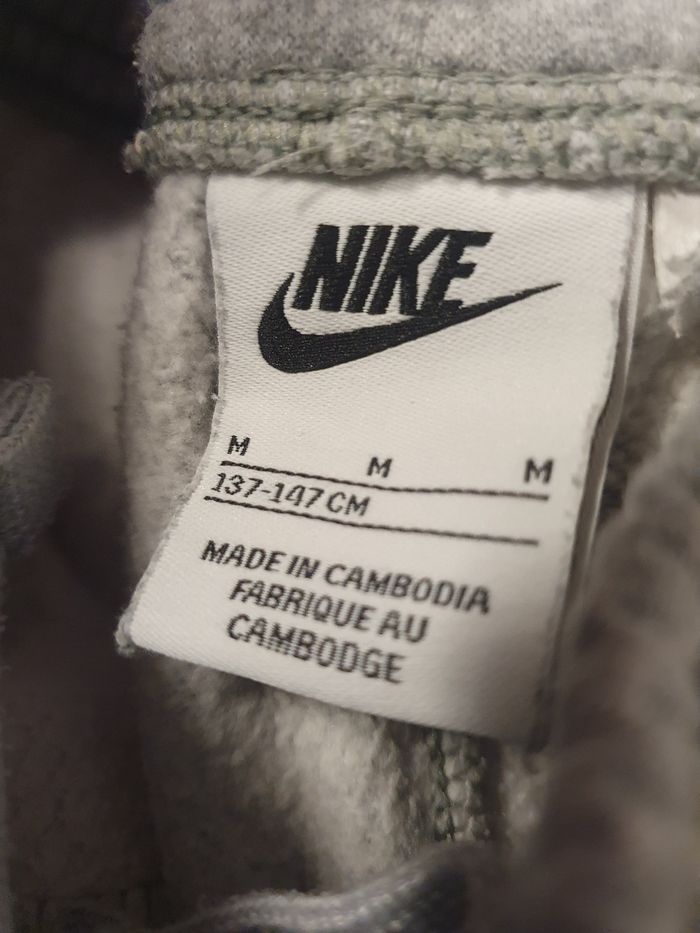 NIKE
M M M
137-147 CM
MADE IN CAMBODIA
FABRIQUE AU
CAMBODGE